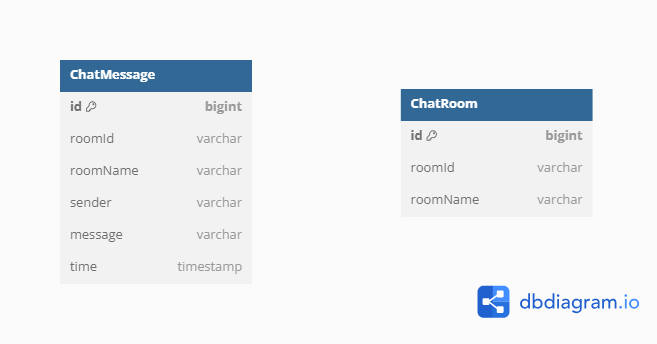 ChatMessage
id bigint
roomId varchar
roomName varchar
sender varchar
message varchar
time timestamp
ChatRoom
id bigint
roomId varchar
roomName varchar
dbdiagram.io